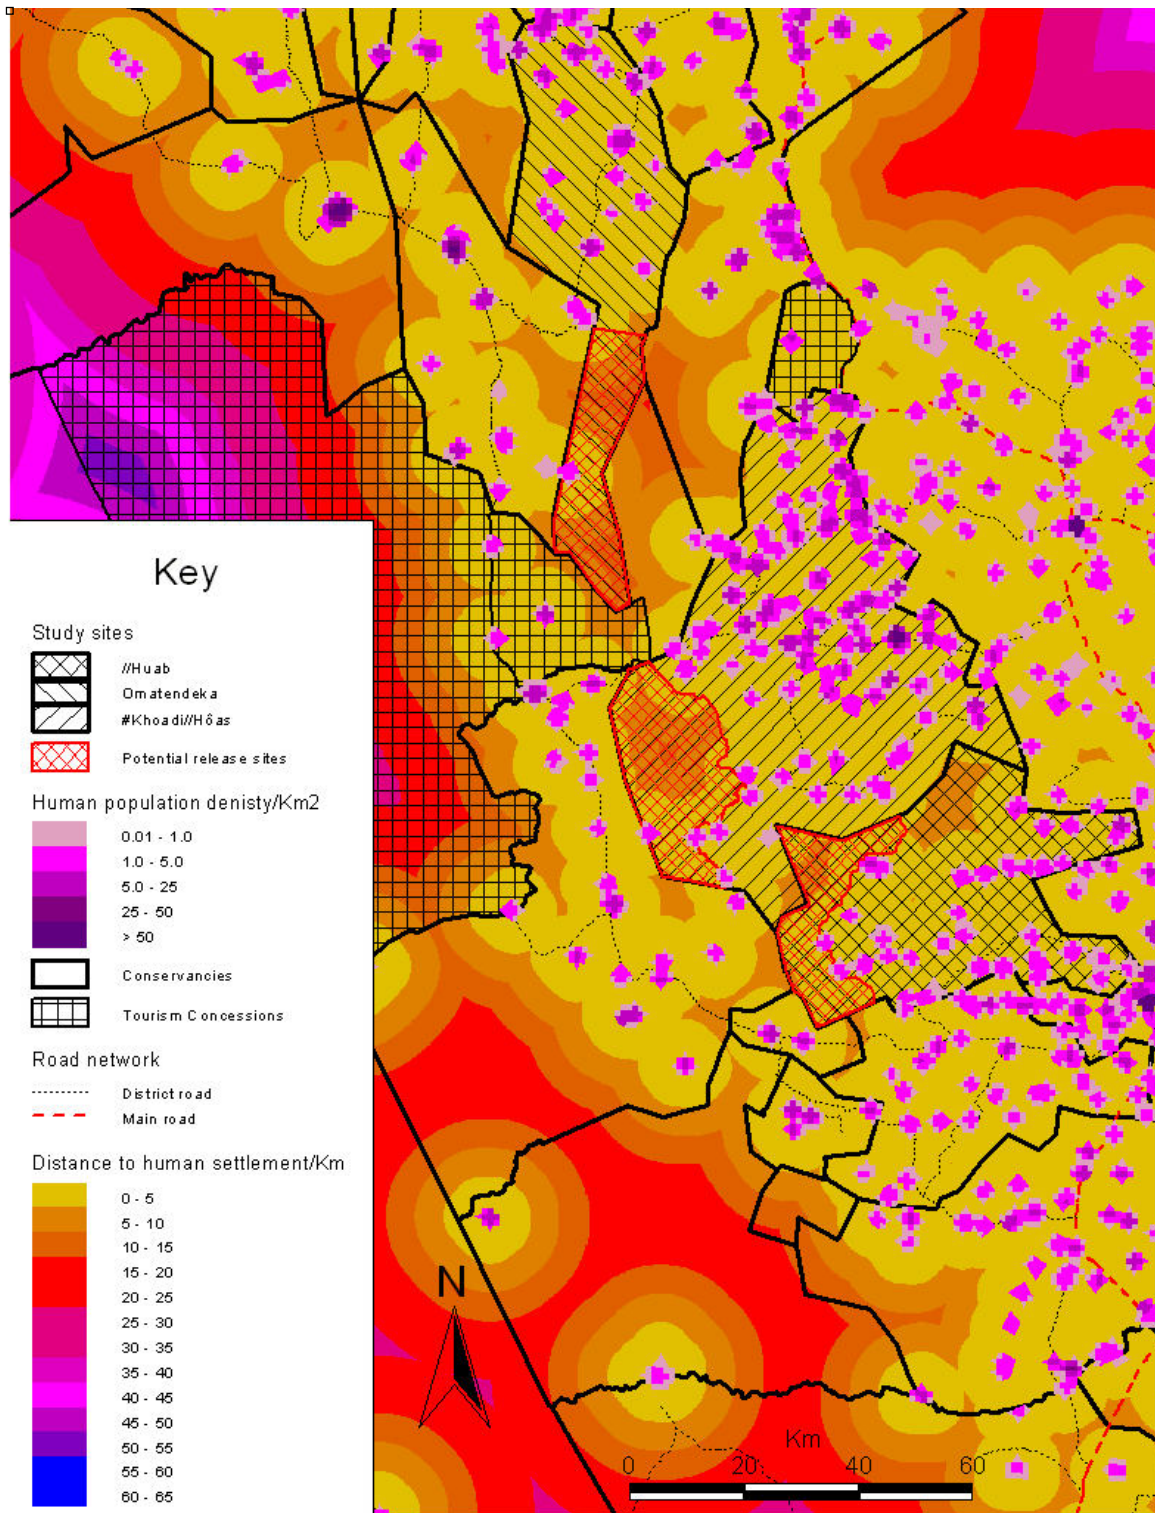 Key
Study sites
//Huab
Omatendeka
#Khoadi//Hôas
Potential release sites
Human population denisty/Km2
0.01 - 1.0
1.0 - 5.0
5.0 - 25
25 - 50
> 50
Conservancies
Tourism Concessions
Road network
District road
Main road
Distance to human settlement/Km
0 - 5
5 - 10
10 - 15
15 - 20
20 - 25
25 - 30
30 - 35
35 - 40
40 - 45
45 - 50
50 - 55
55 - 60
60 - 65
N
Km
0 20 40 60